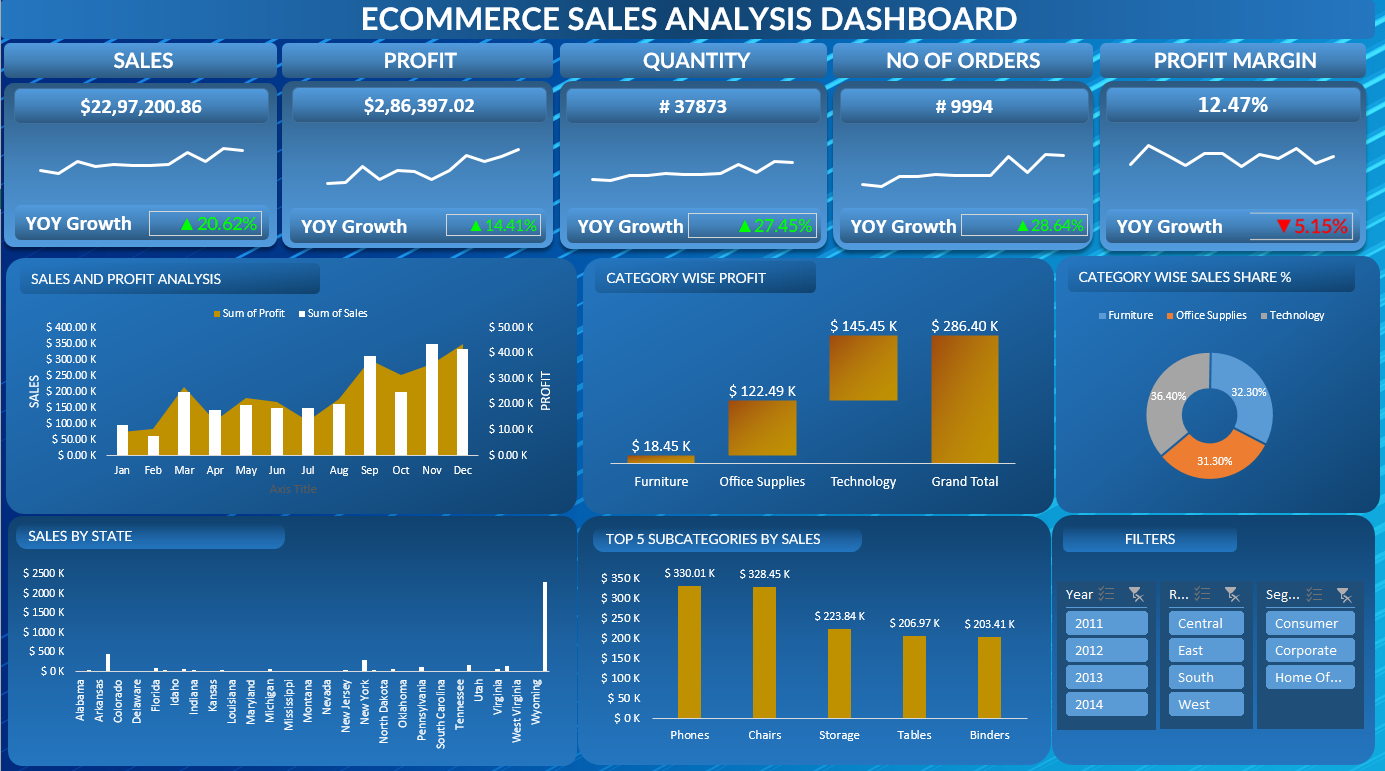 ECOMMERCE SALES ANALYSIS DASHBOARD
SALES
PROFIT
QUANTITY
NO OF ORDERS
PROFIT MARGIN
$22,97,200.86
$2,86,397.02
# 37873
# 9994
12.47%
YOY Growth ▲20.62%
YOY Growth ▲14.41%
YOY Growth ▲27.45%
YOY Growth ▲28.64%
YOY Growth ▼5.15%
SALES AND PROFIT ANALYSIS
Sum of Profit Sum of Sales
SALES
$ 400.00 K
$ 350.00 K
$ 300.00 K
$ 250.00 K
$ 200.00 K
$ 150.00 K
$ 100.00 K
$ 50.00 K
$ 0.00 K
$ 50.00 K
$ 40.00 K
$ 30.00 K
$ 20.00 K
$ 10.00 K
$ 0.00 K
PROFIT
Jan Feb Mar Apr May Jun Jul Aug Sep Oct Nov Dec
Axis Title
CATEGORY WISE PROFIT
$ 18.45 K
$ 122.49 K
$ 145.45 K
$ 286.40 K
Furniture Office Supplies Technology Grand Total
CATEGORY WISE SALES SHARE %
Furniture Office Supplies Technology
36.40%
32.30%
31.30%
SALES BY STATE
$ 2500 K
$ 2000 K
$ 1500 K
$ 1000 K
$ 500 K
$ 0 K
Alabama
Arkansas
Colorado
Delaware
Florida
Idaho
Indiana
Kansas
Louisiana
Maryland
Michigan
Mississippi
Montana
Nevada
New Jersey
New York
North Dakota
Oklahoma
Pennsylvania
South Carolina
Tennessee
Utah
Virginia
West Virginia
Wyoming
TOP 5 SUBCATEGORIES BY SALES
$ 350 K
$ 300 K
$ 250 K
$ 200 K
$ 150 K
$ 100 K
$ 50 K
$ 0 K
$ 330.01 K
$ 328.45 K
$ 223.84 K
$ 206.97 K
$ 203.41 K
Phones Chairs Storage Tables Binders
FILTERS
Year
2011
2012
2013
2014
R...
Central
East
South
West
Seg...
Consumer
Corporate
Home Of...